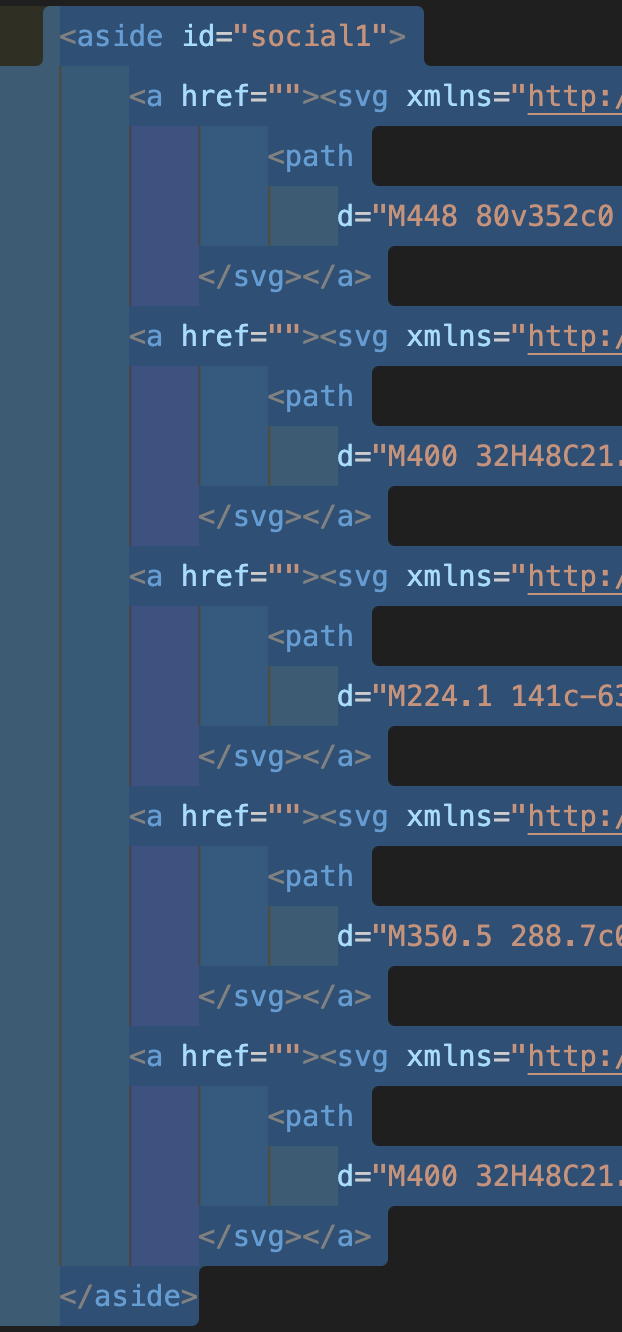 <aside id="social1">
<a href=""><svg xmlns="http:/
<path
d="M448 80v352c0
</svg></a>
<a href=""><svg xmlns="http:/
<path
d="M400 32H48C21.
</svg></a>
<a href=""><svg xmlns="http:/
<path
d="M224.1 141c-63
</svg></a>
<a href=""><svg xmlns="http:/
<path
d="M350.5 288.7c0
</svg></a>
<a href=""><svg xmlns="http:/
<path
d="M400 32H48C21.
</svg></a>
</aside>